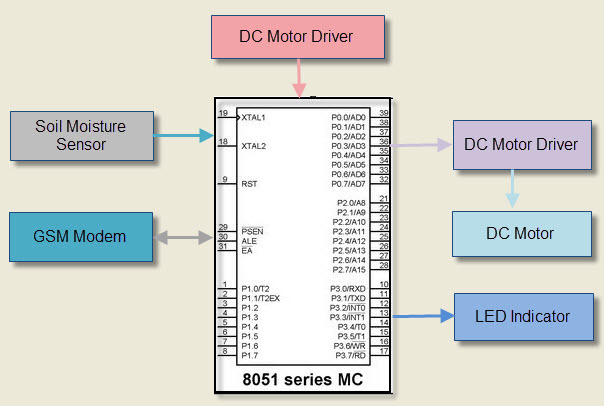 DC Motor Driver
Soil Moisture
Sensor
GSM Modem
19
XTAL1
18
XTAL2
9
RST
29
PSEN
30
ALE
31
EA
1
P1.0/T2
2
P1.1/T2EX
3
P1.2
4
P1.3
5
P1.4
6
P1.5
7
P1.6
8
P1.7
P0.0/AD0
39
P0.1/AD1
38
P0.2/AD2
37
P0.3/AD3
36
P0.4/AD4
35
P0.5/AD5
34
P0.6/AD6
33
P0.7/AD7
32
P2.0/A8
21
P2.1/A9
22
P2.2/A10
23
P2.3/A11
24
P2.4/A12
25
P2.5/A13
26
P2.6/A14
27
P2.7/A15
28
P3.0/RXD
10
P3.1/TXD
11
P3.2/INT0
12
P3.3/INT1
13
P3.4/T0
14
P3.5/T1
15
P3.6/WR
16
P3.7/RD
17
8051 series MC
DC Motor Driver
DC Motor
LED Indicator